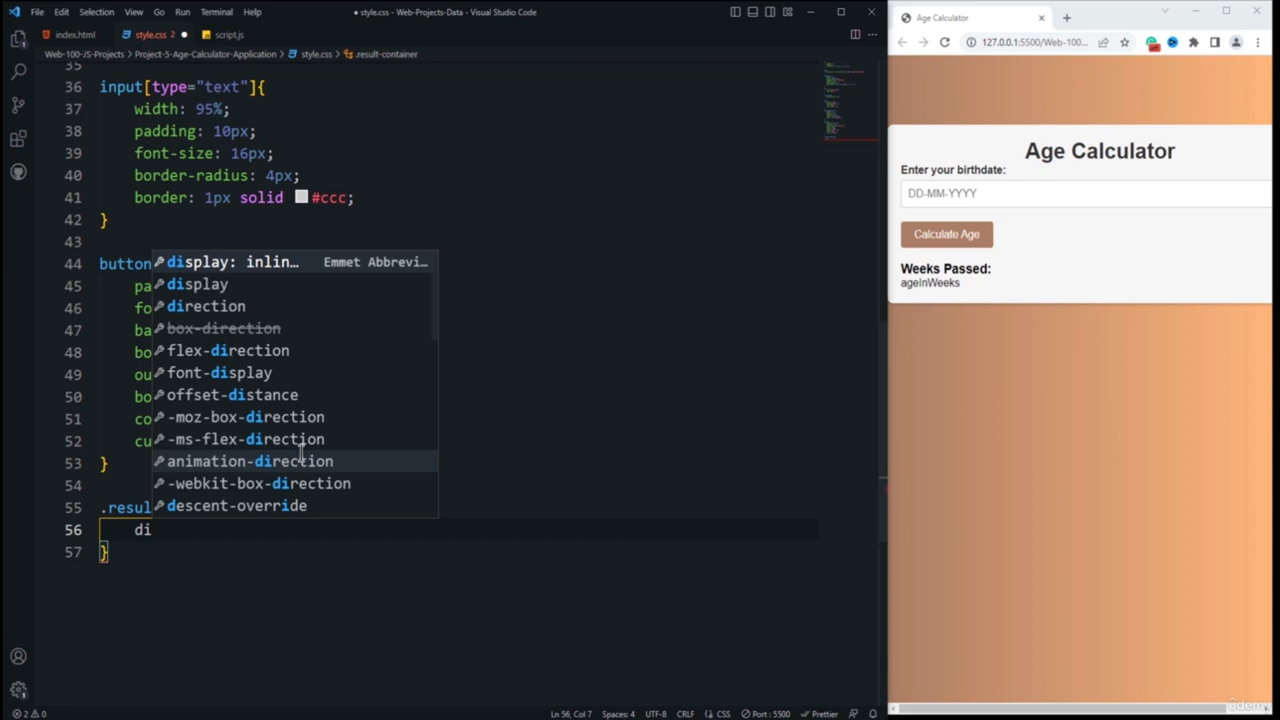 File Edit Selection View Go Run Terminal Help
style.css - Web-Projects-Data - Visual Studio Code
index.html
style.css 2
script.js
Web-100-JS-Projects > Project-5-Age-Calculator-Application > style.css > .result-container
35
36 input[type="text"]{
37 width: 95%;
38 padding: 10px;
39 font-size: 16px;
40 border-radius: 4px;
41 border: 1px solid #ccc;
42 }
43
44 button
45 pa
46 fo
47 ba
48 bo
49 ou
50 bo
51 co
52 cu
53 }
54
55 .resul
56 di
57 }
display: inlin… Emmet Abbrevi…
display
direction
box-direction
flex-direction
font-display
offset-distance
-moz-box-direction
-ms-flex-direction
animation-direction
-webkit-box-direction
descent-override
2 0
Ln 56, Col 7 Spaces: 4 UTF-8 CRLF CSS Port : 5500 Prettier
Age Calculator
127.0.0.1:5500/Web-100...
Age Calculator
Enter your birthdate:
DD-MM-YYYY
Calculate Age
Weeks Passed:
ageInWeeks
ûdemy